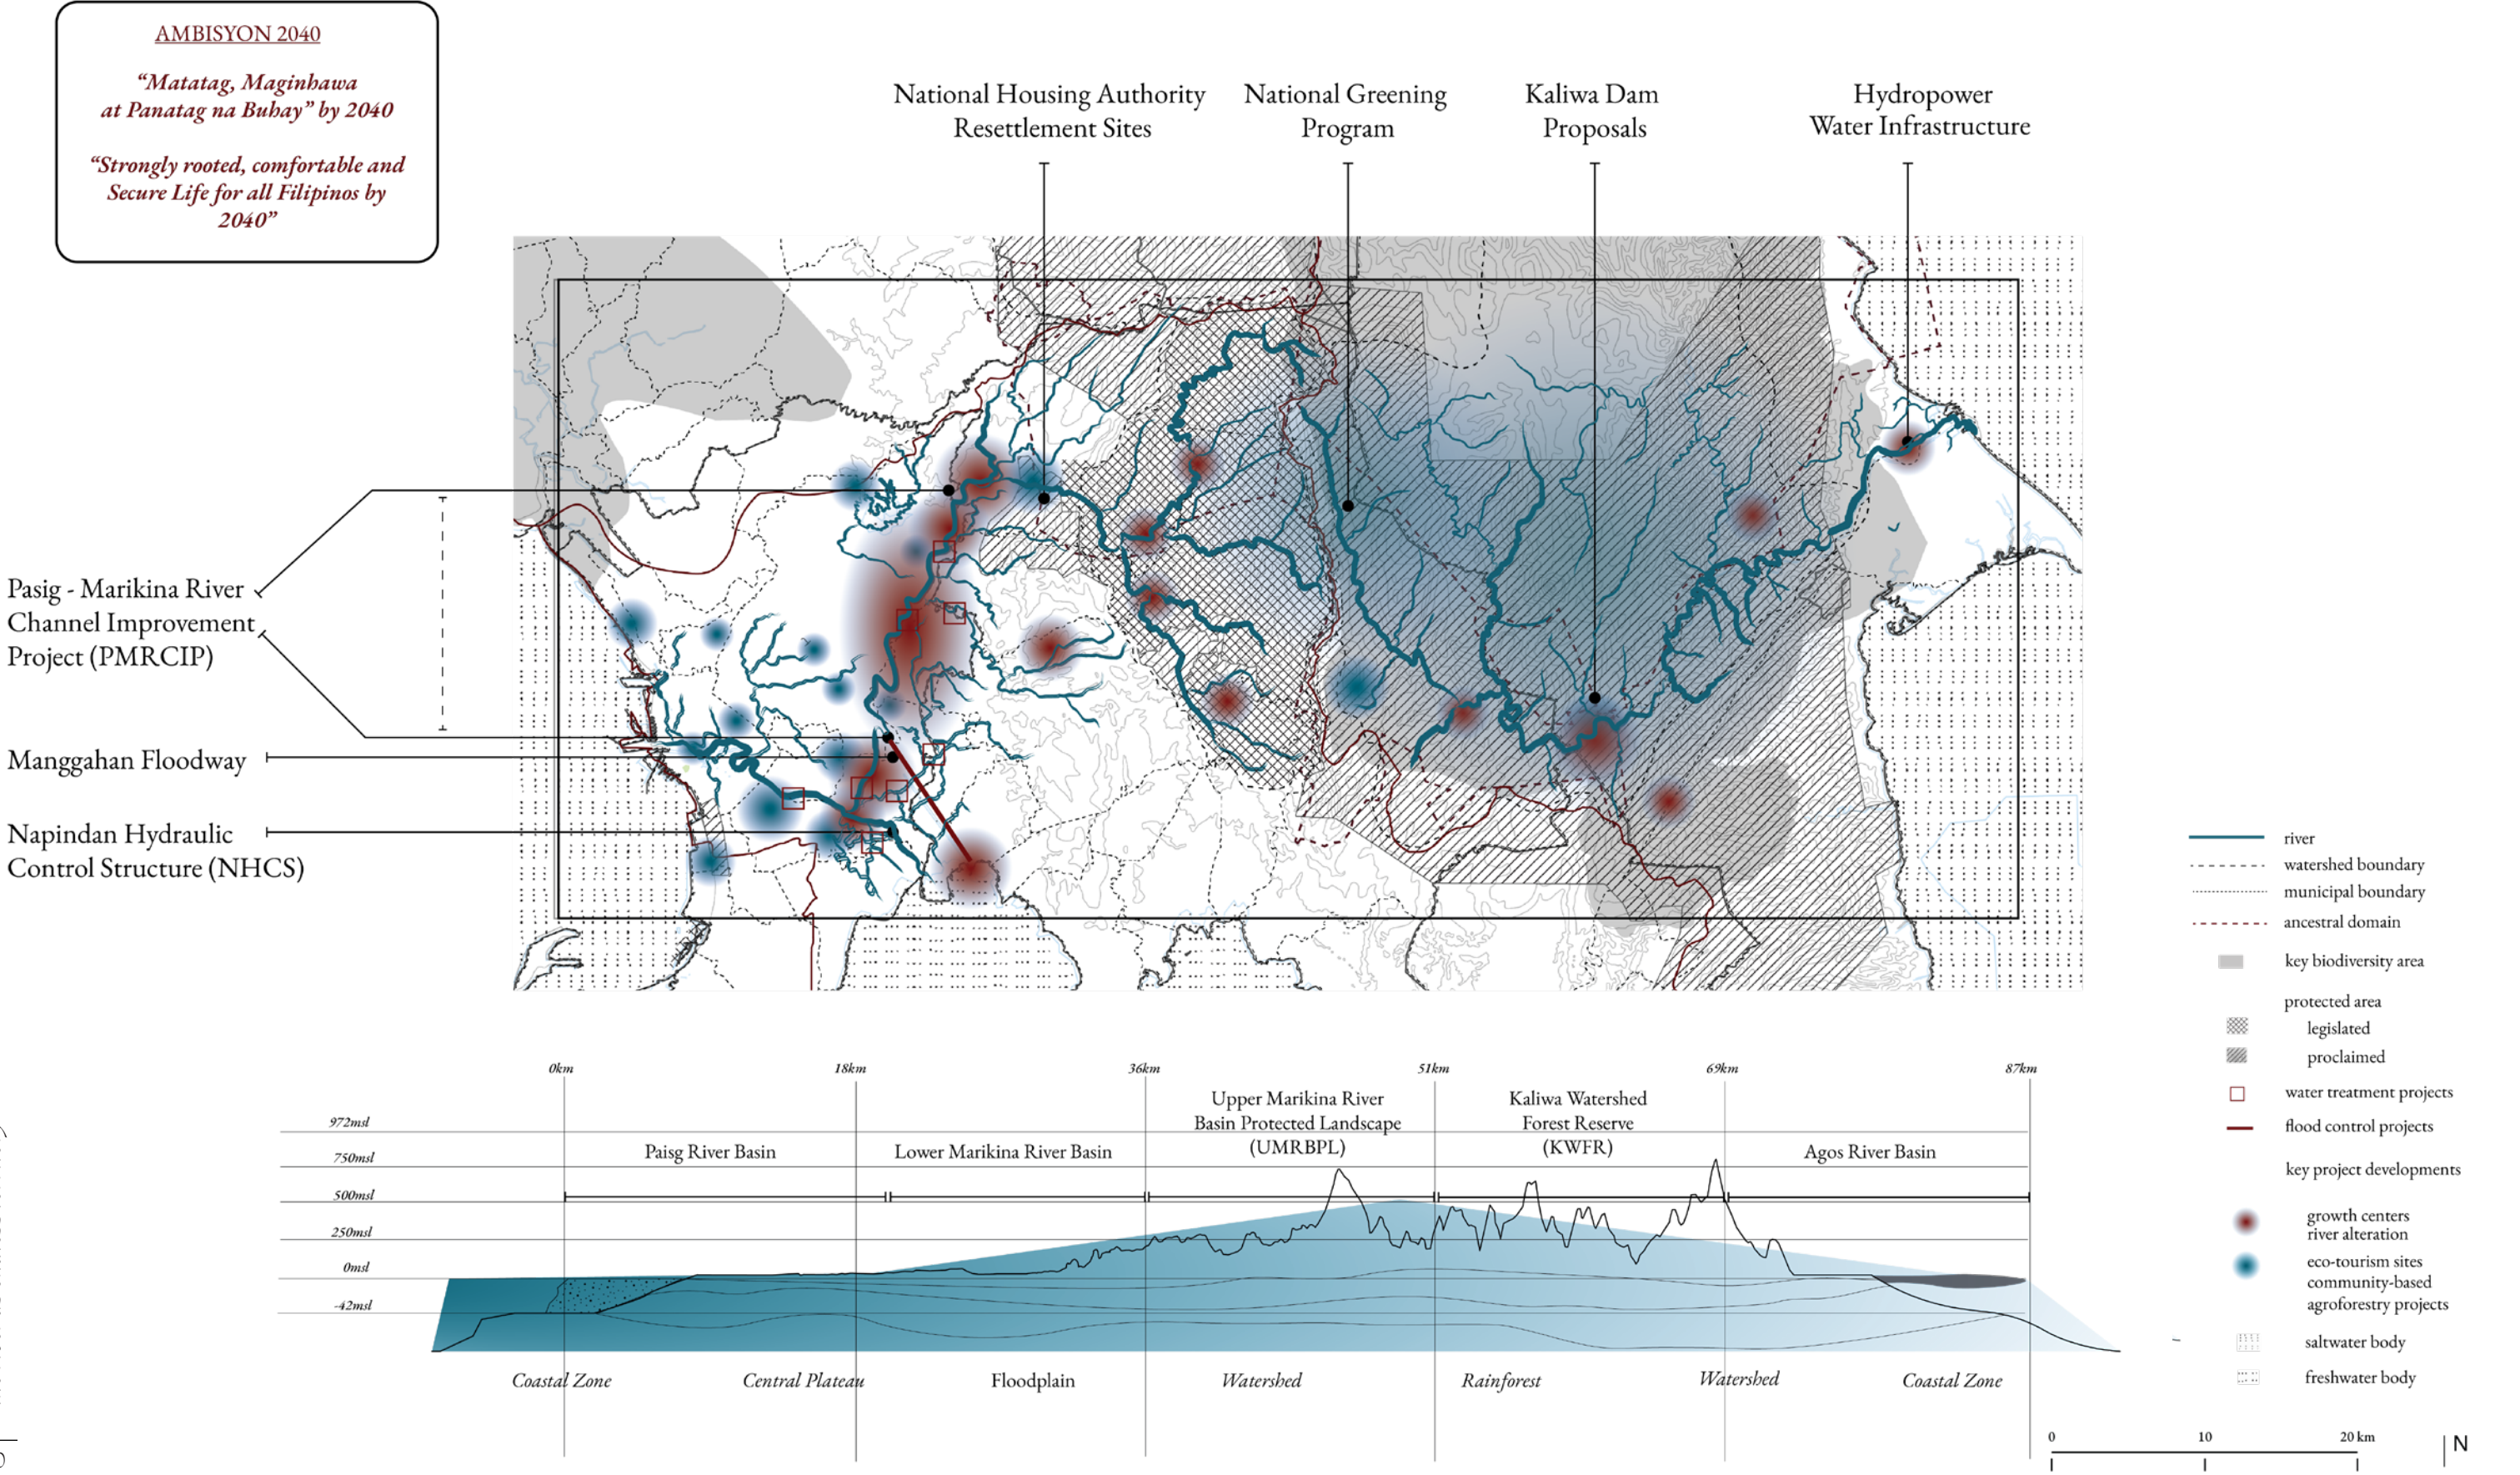 AMBISYON 2040
“Matatag, Maginhawa
at Panatag na Buhay” by 2040
“Strongly rooted, comfortable and
Secure Life for all Filipinos by
2040”
National Housing Authority
Resettlement Sites
National Greening
Program
Kaliwa Dam
Proposals
Hydropower
Water Infrastructure
Pasig - Marikina River
Channel Improvement
Project (PMRCIP)
Manggahan Floodway
Napindan Hydraulic
Control Structure (NHCS)
river
watershed boundary
municipal boundary
ancestral domain
key biodiversity area
protected area
legislated
proclaimed
water treatment projects
flood control projects
key project developments
growth centers
river alteration
eco-tourism sites
community-based
agroforestry projects
saltwater body
freshwater body
0km
18km
36km
51km
69km
87km
972msl
750msl
500msl
250msl
0msl
-42msl
Paisg River Basin
Lower Marikina River Basin
Upper Marikina River
Basin Protected Landscape
(UMRBPL)
Kaliwa Watershed
Forest Reserve
(KWFR)
Agos River Basin
Coastal Zone
Central Plateau
Floodplain
Watershed
Rainforest
Watershed
Coastal Zone
0
10
20 km
N